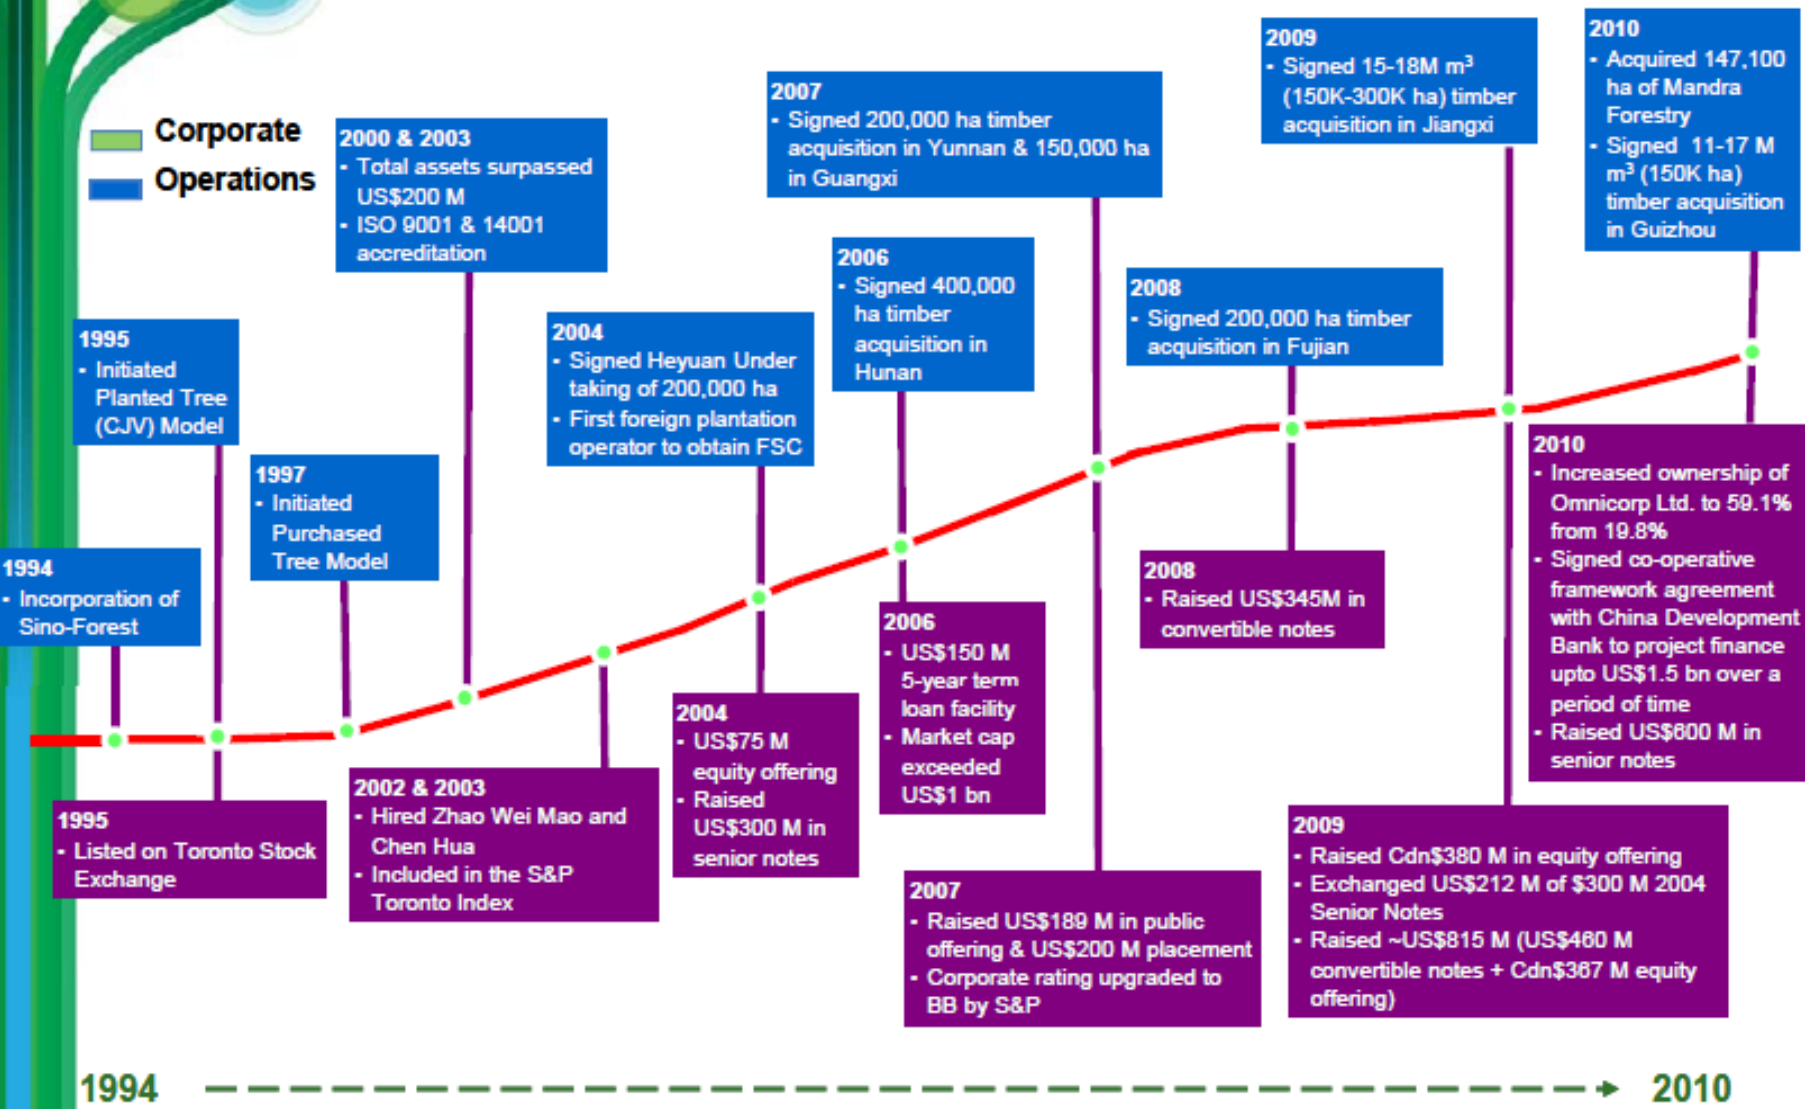 Corporate
Operations
1994
- Incorporation of
Sino-Forest
1995
- Initiated
Planted Tree
(CJV) Model
1997
- Initiated
Purchased
Tree Model
2000 & 2003
- Total assets surpassed
US$200 M
- ISO 9001 & 14001
accreditation
2004
- Signed Heyuan Under
taking of 200,000 ha
- First foreign plantation
operator to obtain FSC
2006
- Signed 400,000
ha timber
acquisition in
Hunan
2007
- Signed 200,000 ha timber
acquisition in Yunnan & 150,000 ha
in Guangxi
2008
- Signed 200,000 ha timber
acquisition in Fujian
2009
- Signed 15-18M m³
(150K-300K ha) timber
acquisition in Jiangxi
2010
- Acquired 147,100
ha of Mandra
Forestry
- Signed 11-17 M
m³ (150K ha)
timber acquisition
in Guizhou
1995
- Listed on Toronto Stock
Exchange
2002 & 2003
- Hired Zhao Wei Mao and
Chen Hua
- Included in the S&P
Toronto Index
2004
- US$75 M
equity offering
- Raised
US$300 M in
senior notes
2006
- US$150 M
5-year term
loan facility
- Market cap
exceeded
US$1 bn
2007
- Raised US$189 M in public
offering & US$200 M placement
- Corporate rating upgraded to
BB by S&P
2008
- Raised US$345M in
convertible notes
2009
- Raised Cdn$380 M in equity offering
- Exchanged US$212 M of $300 M 2004
Senior Notes
- Raised ~US$815 M (US$460 M
convertible notes + Cdn$367 M equity
offering)
2010
- Increased ownership of
Omnicorp Ltd. to 59.1%
from 19.8%
- Signed co-operative
framework agreement
with China Development
Bank to project finance
upto US$1.5 bn over a
period of time
- Raised US$600 M in
senior notes
1994
2010